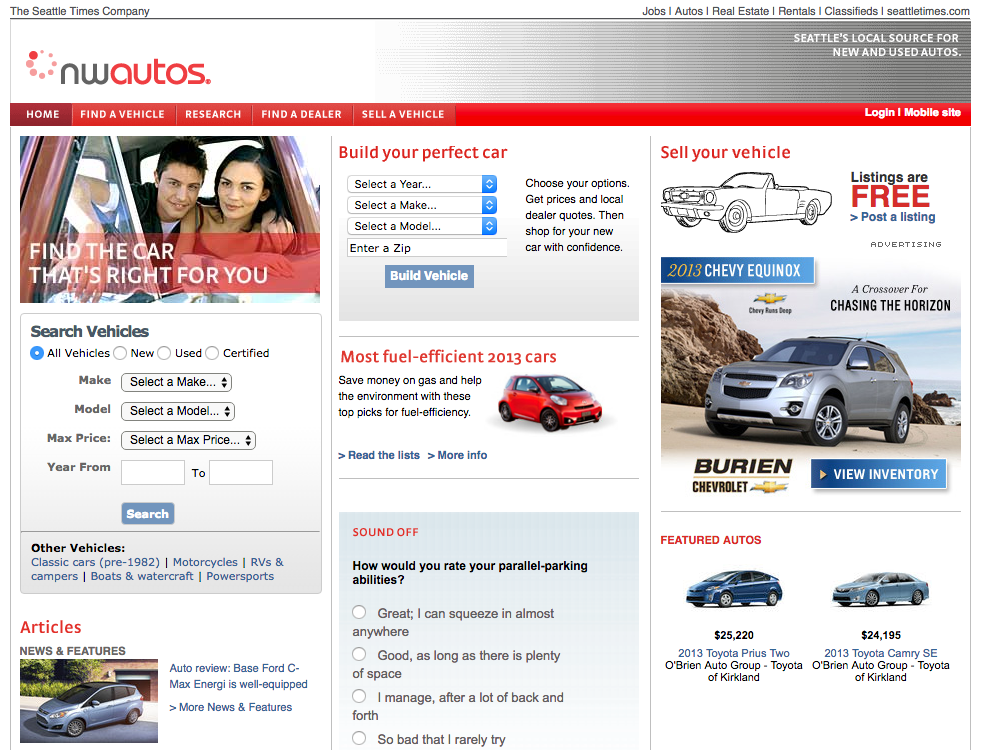 The Seattle Times Company
Jobs | Autos | Real Estate | Rentals | Classifieds | seattletimes.com
SEATTLE'S LOCAL SOURCE FOR
NEW AND USED AUTOS.
nwautos®
HOME
FIND A VEHICLE
RESEARCH
FIND A DEALER
SELL A VEHICLE
Login | Mobile site
FIND THE CAR
THAT'S RIGHT FOR YOU
Search Vehicles
All Vehicles New Used Certified
Make Select a Make...
Model Select a Model...
Max Price: Select a Max Price...
Year From To
Search
Other Vehicles:
Classic cars (pre-1982) | Motorcycles | RVs &
campers | Boats & watercraft | Powersports
Articles
NEWS & FEATURES
Auto review: Base Ford C-
Max Energi is well-equipped
> More News & Features
Build your perfect car
Select a Year...
Select a Make...
Select a Model...
Enter a Zip
Build Vehicle
Choose your options.
Get prices and local
dealer quotes. Then
shop for your new
car with confidence.
Most fuel-efficient 2013 cars
Save money on gas and help
the environment with these
top picks for fuel-efficiency.
> Read the lists > More info
SOUND OFF
How would you rate your parallel-parking
abilities?
Great; I can squeeze in almost
anywhere
Good, as long as there is plenty
of space
I manage, after a lot of back and
forth
So bad that I rarely try
Sell your vehicle
Listings are
FREE
> Post a listing
ADVERTISING
2013 CHEVY EQUINOX
Chevy Runs Deep
A Crossover For
CHASING THE HORIZON
BURIEN
CHEVROLET
VIEW INVENTORY
FEATURED AUTOS
$25,220
2013 Toyota Prius Two
O'Brien Auto Group - Toyota
of Kirkland
$24,195
2013 Toyota Camry SE
O'Brien Auto Group - Toyota
of Kirkland